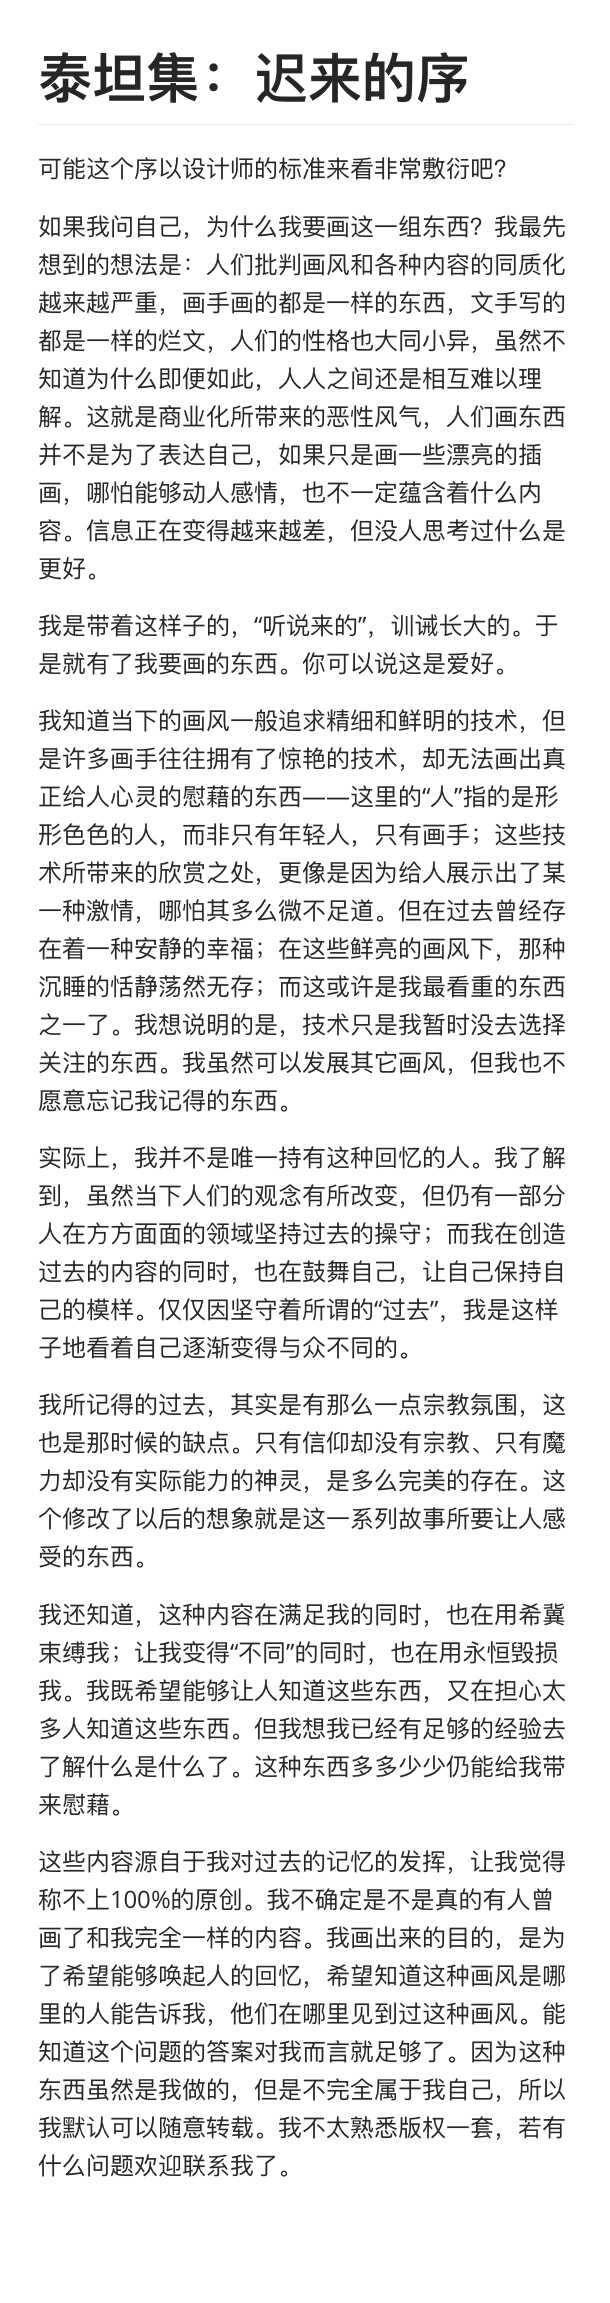 泰坦集：迟来的序
可能这个序以设计师的标准来看非常敷衍吧？
如果我问自己，为什么我要画这一组东西？我最先
想到的想法是：人们批判画风和各种内容的同质化
越来越严重，画手画的都是一样的东西，文手写的
都是一样的烂文，人们的性格也大同小异，虽然不
知道为什么即便如此，人人之间还是相互难以理
解。这就是商业化所带来的恶性风气，人们画东西
并不是为了表达自己，如果只是画一些漂亮的插
画，哪怕能够动人感情，也不一定蕴含着什么内
容。信息正在变得越来越差，但没人思考过什么是
更好。
我是带着这样子的，“听说来的”，训诫长大的。于
是就有了我要画的东西。你可以说这是爱好。
我知道当下的画风一般追求精细和鲜明的技术，但
是许多画手往往拥有了惊艳的技术，却无法画出真
正给人心灵的慰藉的东西——这里的“人”指的是形
形色色的人，而非只有年轻人，只有画手；这些技
术所带来的欣赏之处，更像是因为给人展示出了某
一种激情，哪怕其多么微不足道。但在过去曾经存
在着一种安静的幸福；在这些鲜亮的画风下，那种
沉睡的恬静荡然无存；而这或许是我最看重的东西
之一了。我想说明的是，技术只是我暂时没去选择
关注的东西。我虽然可以发展其它画风，但我也不
愿意忘记我记得的东西。
实际上，我并不是唯一持有这种回忆的人。我了解
到，虽然当下人们的观念有所改变，但仍有一部分
人在方方面面的领域坚持过去的操守；而我在创造
过去的内容的同时，也在鼓舞自己，让自己保持自
己的模样。仅仅因坚守着所谓的“过去”，我是这样
子地看着自己逐渐变得与众不同的。
我所记得的过去，其实是有那么一点宗教氛围，这
也是那时候的缺点。只有信仰却没有宗教、只有魔
力却没有实际能力的神灵，是多么完美的存在。这
个修改了以后的想象就是这一系列故事所要让人感
受的东西。
我还知道，这种内容在满足我的同时，也在用希冀
束缚我；让我变得“不同”的同时，也在用永恒毁损
我。我既希望能够让人知道这些东西，又在担心太
多人知道这些东西。但我想我已经有足够的经验去
了解什么是什么了。这种东西多多少少仍能给我带
来慰藉。
这些内容源自于我对过去的记忆的发挥，让我觉得
称不上100%的原创。我不确定是不是真的有人曾
画了和我完全一样的内容。我画出来的目的，是为
了希望能够唤起人的回忆，希望知道这种画风是哪
里的人能告诉我，他们在哪里见到过这种画风。能
知道这个问题的答案对我而言就足够了。因为这种
东西虽然是我做的，但是不完全属于我自己，所以
我默认可以随意转载。我不太熟悉版权一套，若有
什么问题欢迎联系我了。